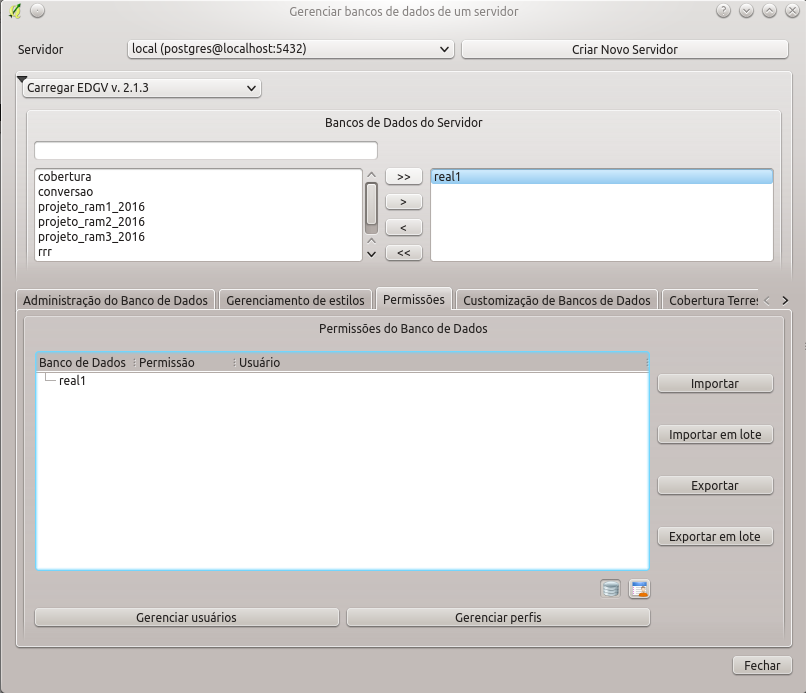 Gerenciar bancos de dados de um servidor
Servidor
local (postgres@localhost:5432)
Criar Novo Servidor
Carregar EDGV v. 2.1.3
Bancos de Dados do Servidor
cobertura
conversao
projeto_ram1_2016
projeto_ram2_2016
projeto_ram3_2016
rrr
>>
>
<
<<
real1
Administração do Banco de Dados
Gerenciamento de estilos
Permissões
Customização de Bancos de Dados
Cobertura Terres
Permissões do Banco de Dados
Banco de Dados Permissão Usuário
real1
Importar
Importar em lote
Exportar
Exportar em lote
Gerenciar usuários
Gerenciar perfis
Fechar